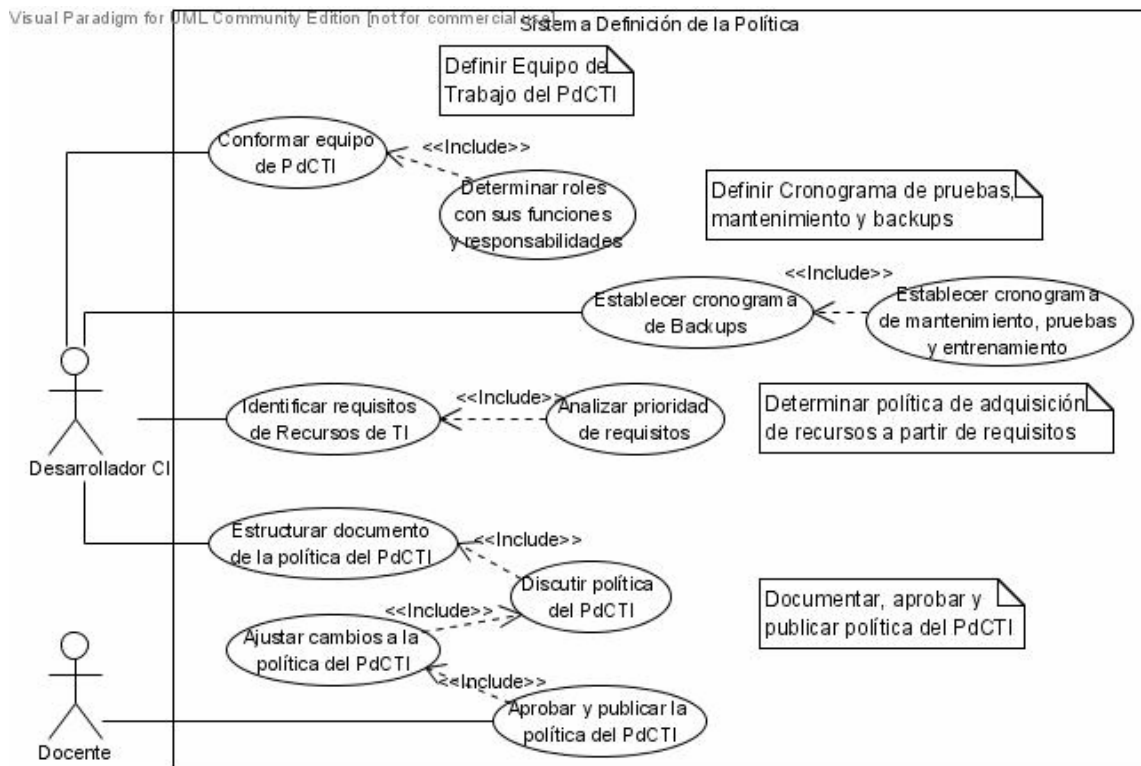 Visual Paradigm for UML Community Edition [not for commercial use]
Sistema Definición de la Política
Definir Equipo de
Trabajo del PdCTI
Conformar equipo
de PdCTI
<<Include>>
Determinar roles
con sus funciones
y responsabilidades
Definir Cronograma de pruebas,
mantenimiento y backups
<<Include>>
Establecer cronograma
de Backups
Establecer cronograma
de mantenimiento, pruebas
y entrenamiento
Identificar requisitos
de Recursos de TI
<<Include>>
Analizar prioridad
de requisitos
Determinar política de adquisición
de recursos a partir de requisitos
Desarrollador CI
Estructurar documento
de la política del PdCTI
<<Include>>
Discutir política
del PdCTI
<<Include>>
Ajustar cambios a la
política del PdCTI
Documentar, aprobar y
publicar política del PdCTI
<<Include>>
Aprobar y publicar la
política del PdCTI
Docente